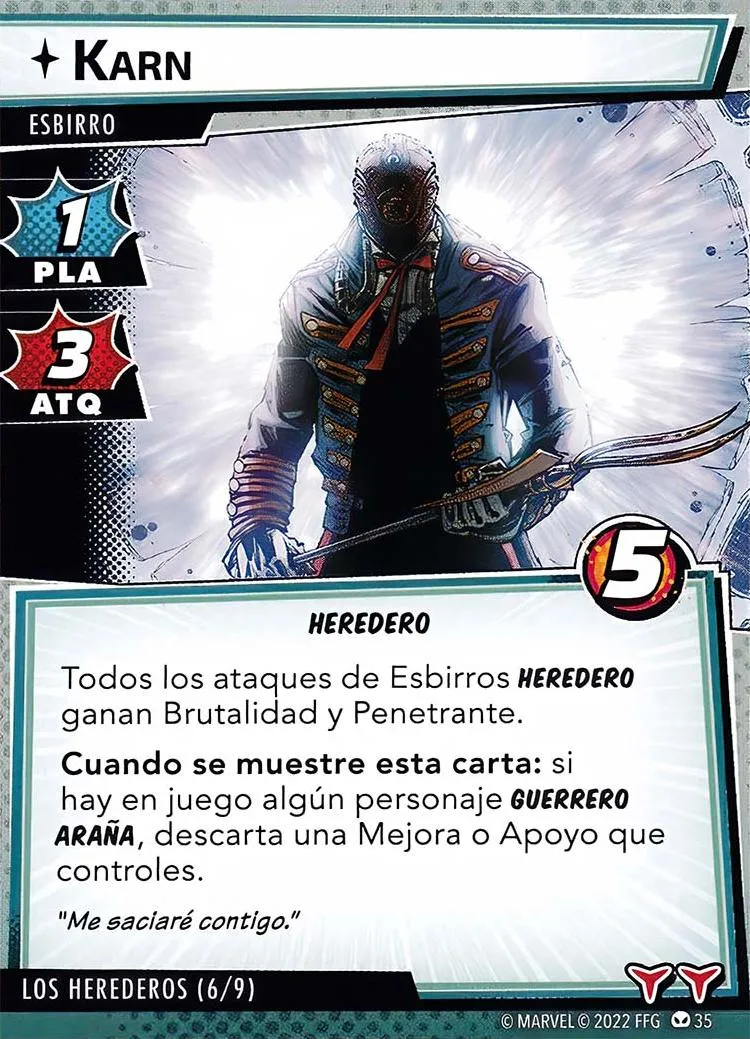 KARN
ESBIRRO
1
PLA
3
ATQ
5
HEREDERO
Todos los ataques de Esbirros HEREDERO
ganan Brutalidad y Penetrante.
Cuando se muestre esta carta: si
hay en juego algún personaje GUERRERO
ARAÑA, descarta una Mejora o Apoyo que
controles.
"Me saciaré contigo."
LOS HEREDEROS (6/9)
© MARVEL © 2022 FFG 35